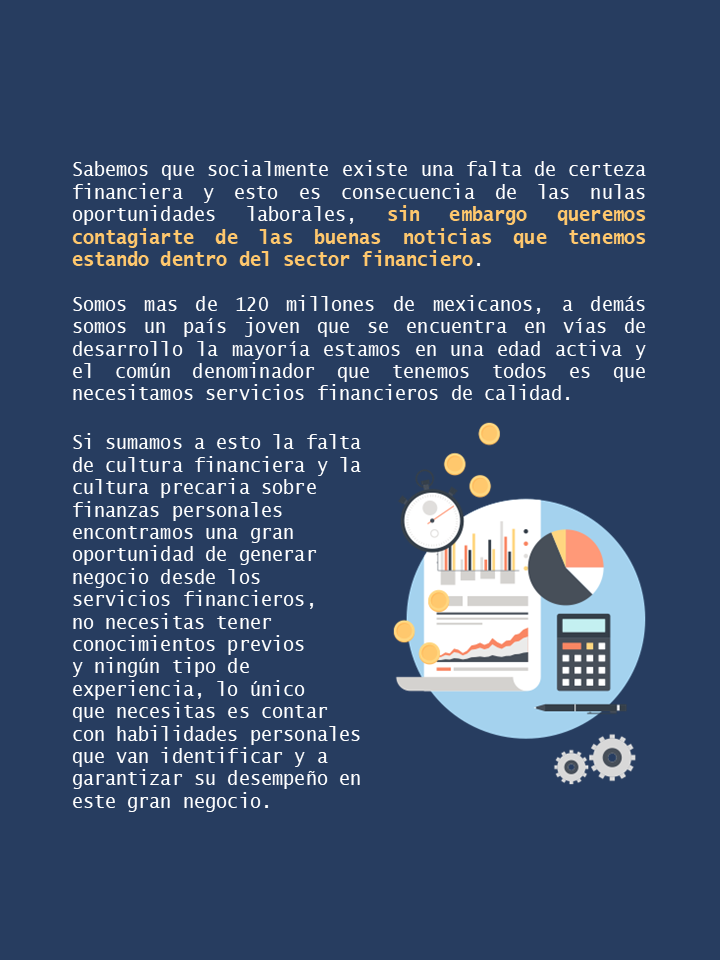 Sabemos que socialmente existe una falta de certeza
financiera y esto es consecuencia de las nulas
oportunidades laborales, sin embargo queremos
contagiarte de las buenas noticias que tenemos
estando dentro del sector financiero.
Somos mas de 120 millones de mexicanos, a demás
somos un país joven que se encuentra en vías de
desarrollo la mayoría estamos en una edad activa y
el común denominador que tenemos todos es que
necesitamos servicios financieros de calidad.
Si sumamos a esto la falta
de cultura financiera y la
cultura precaria sobre
finanzas personales
encontramos una gran
oportunidad de generar
negocio desde los
servicios financieros,
no necesitas tener
conocimientos previos
y ningún tipo de
experiencia, lo único
que necesitas es contar
con habilidades personales
que van identificar y a
garantizar su desempeño en
este gran negocio.